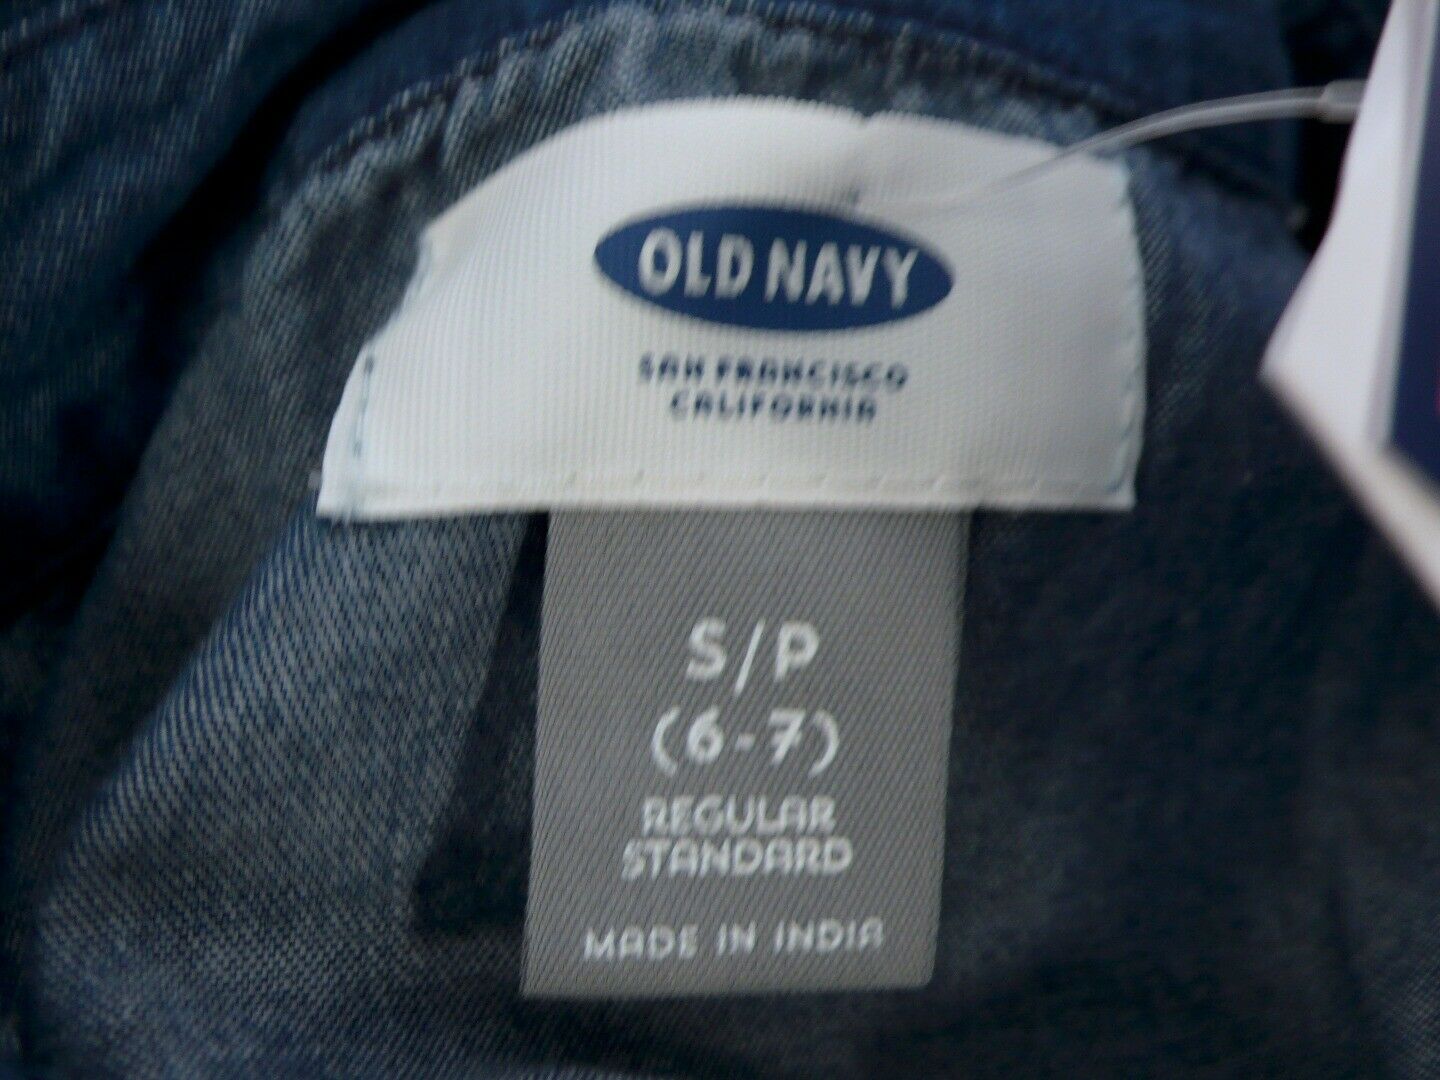 OLD NAVY
SAN FRANCISCO
CALIFORNIA
S/P
(6-7)
REGULAR
STANDARD
MADE IN INDIA